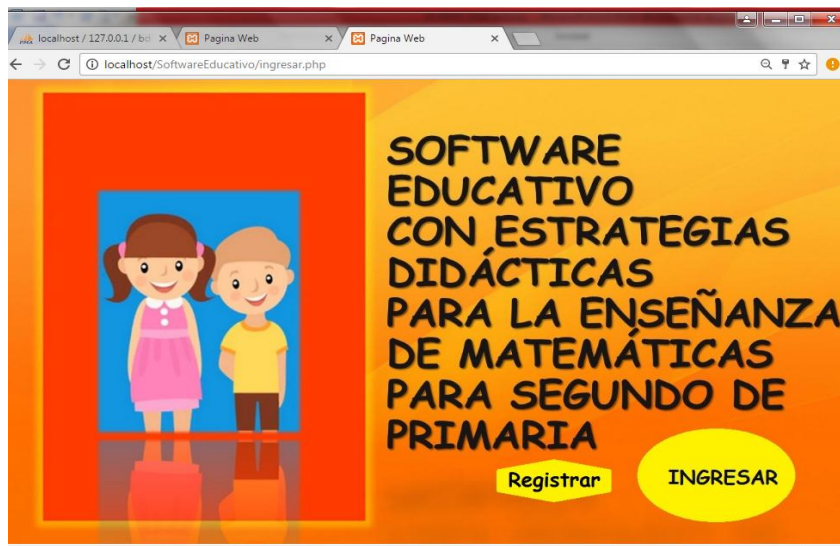 localhost / 127.0.0.1 / bd
Pagina Web
Pagina Web
localhost/SoftwareEducativo/ingresar.php
SOFTWARE
EDUCATIVO
CON ESTRATEGIAS
DIDÁCTICAS
PARA LA ENSEÑANZA
DE MATEMÁTICAS
PARA SEGUNDO DE
PRIMARIA
Registrar
INGRESAR